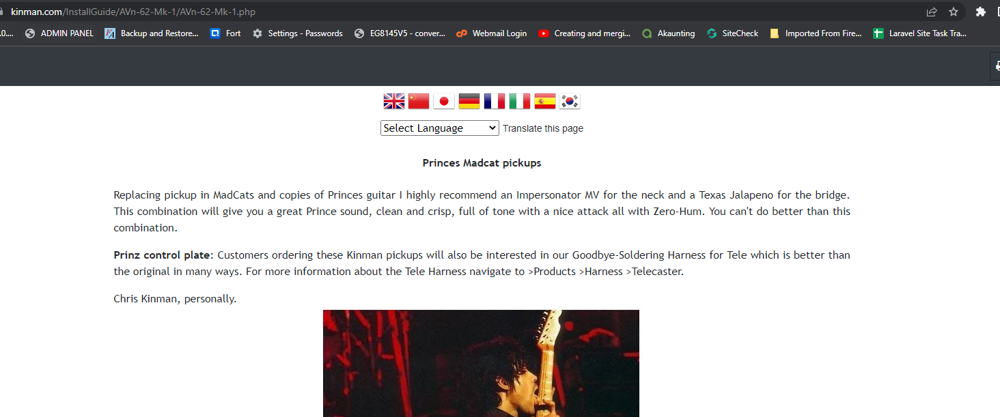 kinman.com/InstallGuide/AVn-62-Mk-1/AVn-62-Mk-1.php
.0.... ADMIN PANEL Backup and Restore... Fort Settings - Passwords EG8145V5 - conver... Webmail Login Creating and mergi... Akaunting SiteCheck Imported From Fire... Laravel Site Task Tra...
Select Language Translate this page
Princes Madcat pickups
Replacing pickup in MadCats and copies of Princes guitar I highly recommend an Impersonator MV for the neck and a Texas Jalapeno for the bridge.
This combination will give you a great Prince sound, clean and crisp, full of tone with a nice attack all with Zero-Hum. You can't do better than this
combination.
Prinz control plate: Customers ordering these Kinman pickups will also be interested in our Goodbye-Soldering Harness for Tele which is better than
the original in many ways. For more information about the Tele Harness navigate to >Products >Harness >Telecaster.
Chris Kinman, personally.